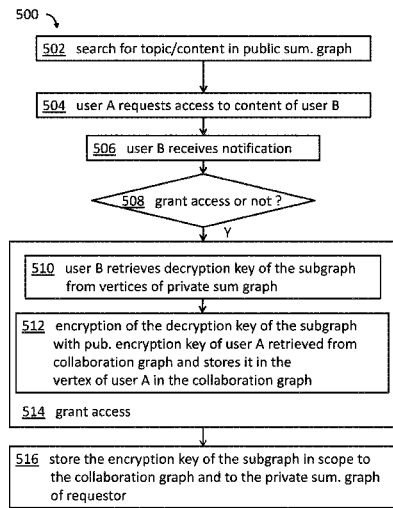 500
502 search for topic/content in public sum. graph
504 user A requests access to content of user B
506 user B receives notification
508 grant access or not ?
Y
510 user B retrieves decryption key of the subgraph
from vertices of private sum graph
512 encryption of the decryption key of the subgraph
with pub. encryption key of user A retrieved from
collaboration graph and stores it in the
vertex of user A in the collaboration graph
514 grant access
516 store the encryption key of the subgraph in scope to
the collaboration graph and to the private sum. graph
of requestor